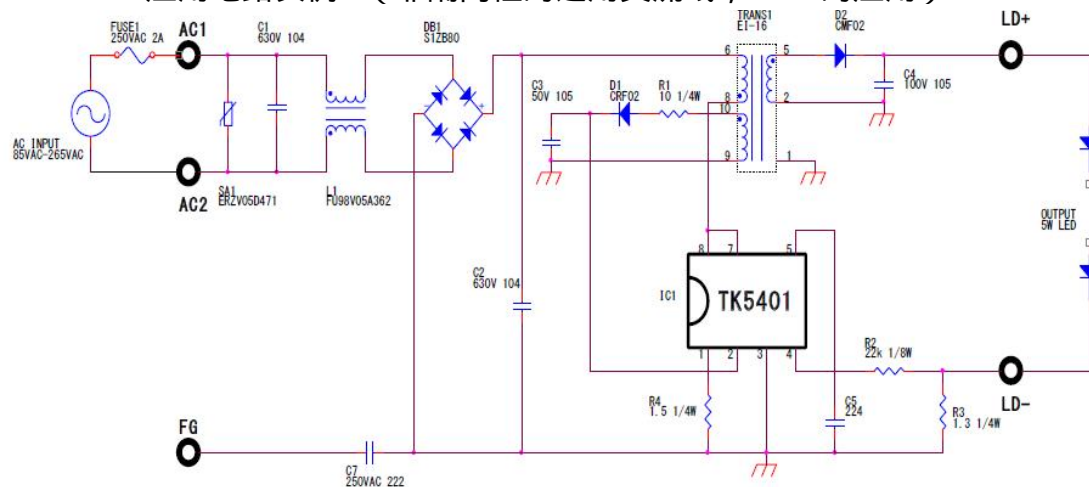 FUSE1
250VAC 2A
AC1
C1
630V 104
DB1
S1ZB80
TRANS1
EI-16
D2
CMF02
LD+
6
5
C3
50V 105
D1
CRF02
R1
10 1/4W
8
10
2
C4
100V 105
AC INPUT
85VAC-265VAC
9
1
AC2
SA1
ERZV05D471
L1
FU98V05A362
OUTPUT
5W LED
8
7
5
C2
630V 104
IC1
TK5401
1
2
3
4
R2
22k 1/8W
LD-
R4
1.5 1/4W
C5
224
R3
1.3 1/4W
FG
C7
250VAC 222